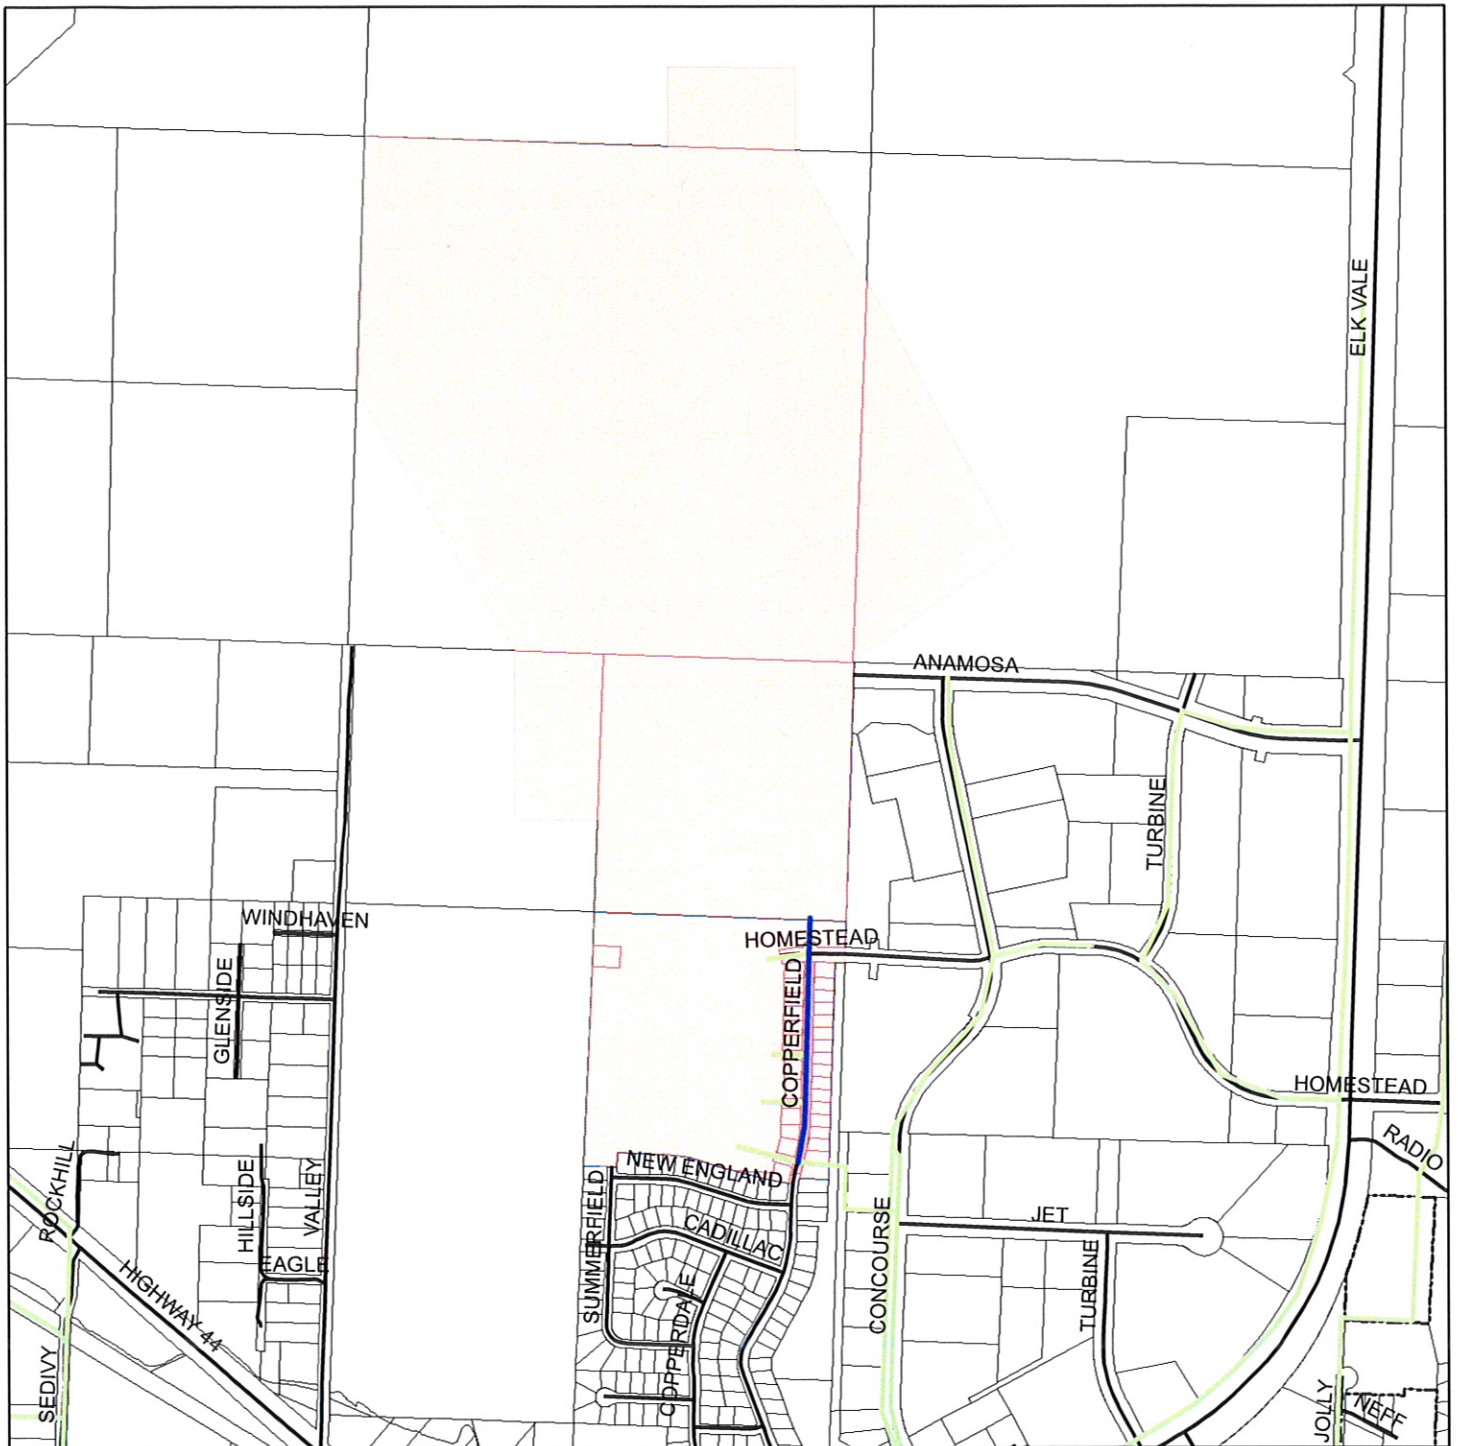 ELK VALE
ANAMOSA
TURBINE
WINDHAVEN
HOMESTEAD
GLENSIDE
COPPERFIELD
HOMESTEAD
RADIO
ROCKHILL
HILLSIDE
VALLEY
NEW ENGLAND
SUMMERFIELD
CADILLAC
CONCOURSE
JET
TURBINE
EAGLE
HIGHWAY 44
COPPERDALE
SEDIVY
JOLLY
NEFF